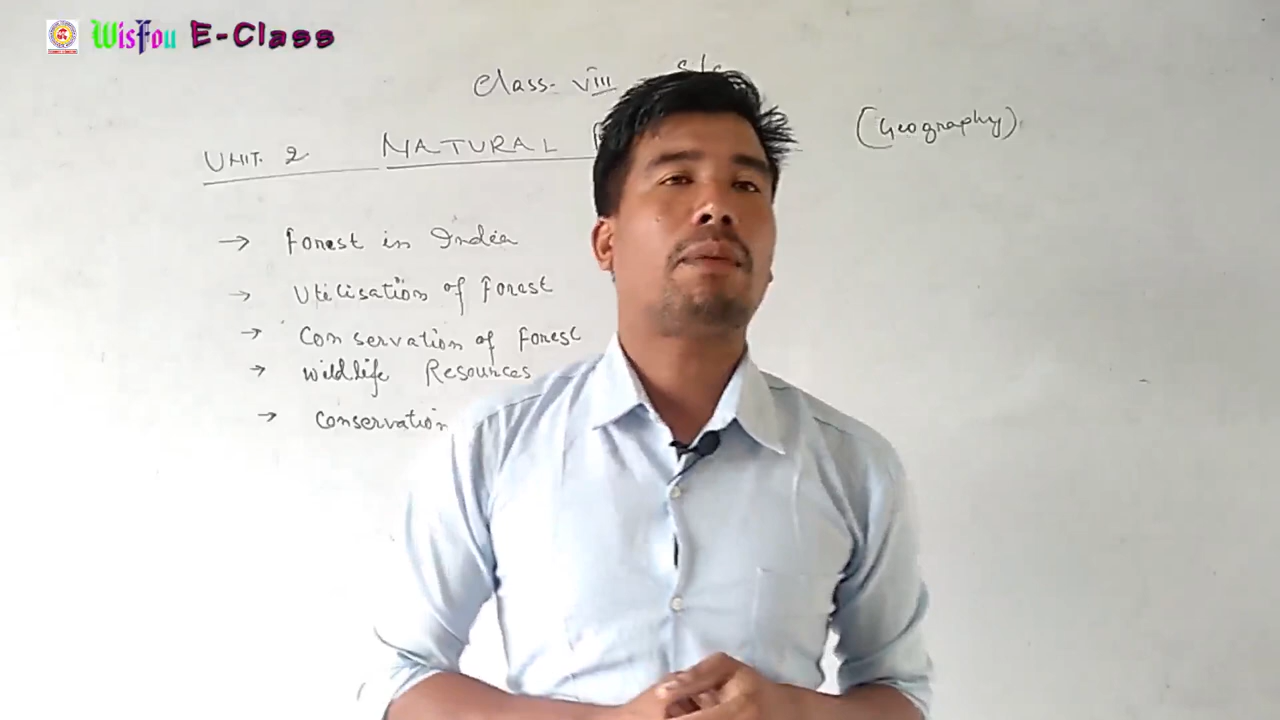 WisFou E-Class
Class- VIII
UNIT. 2 NATURAL
(Geography)
→ Forest in India
→ Utilisation of Forest
→ Conservation of Forest
→ Wildlife Resources
→ Conservation